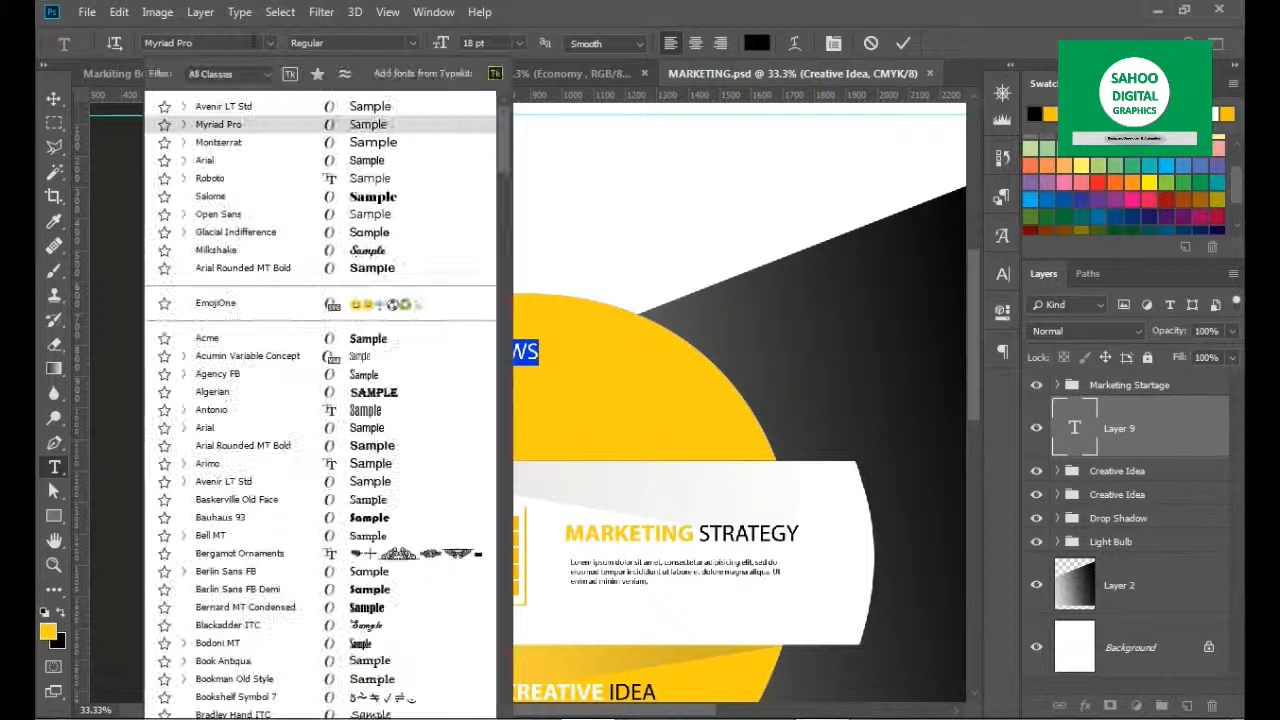 Ps File Edit Image Layer Type Select Filter 3D View Window Help
Myriad Pro Regular 18 pt Smooth
Filter: All Classes Add fonts from Typekit: Tk
.3% (Economy , RGB/8... MARKETING.psd @ 33.3% (Creative Idea, CMYK/8)
500 400 900 1000 1100 1200 1300 1400 1500 1600 1700 1800 1900 2000 2100 2200
Avenir LT Std Sample
Myriad Pro Sample
Montserrat Sample
Arial Sample
Roboto Sample
Salome Sample
Open Sans Sample
Glacial Indifference Sample
Milkshake Sample
Arial Rounded MT Bold Sample
EmojiOne
Acme Sample
Acumin Variable Concept Sample
Agency FB Sample
Algerian SAMPLE
Antonio Sample
Arial Sample
Arial Rounded MT Bold Sample
Arimo Sample
Avenir LT Std Sample
Baskerville Old Face Sample
Bauhaus 93 Sample
Bell MT Sample
Bergamot Ornaments
Berlin Sans FB Sample
Berlin Sans FB Demi Sample
Bernard MT Condensed Sample
Blackadder ITC Sample
Bodoni MT Sample
Book Antiqua Sample
Bookman Old Style Sample
Bookshelf Symbol 7
Bradley Hand ITC Sample
33.33%
WS
MARKETING STRATEGY
Lorem ipsum dolor sit amet, consectetur adipiscing elit, sed do
eiusmod tempor incididunt ut labore et dolore magna aliqua. Ut
enim ad minim veniam,
CREATIVE IDEA
SAHOO
DIGITAL
GRAPHICS
Layers Paths
Kind
Normal Opacity: 100%
Lock: Fill: 100%
Marketing Startage
Layer 9
Creative Idea
Creative Idea
Drop Shadow
Light Bulb
Layer 2
Background